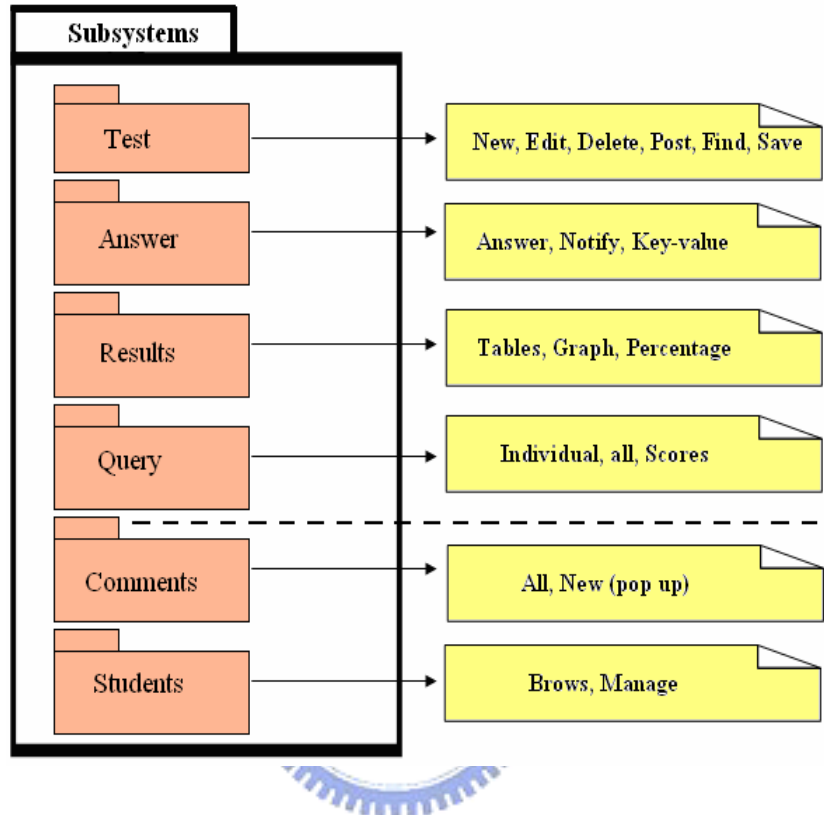 Subsystems
Test
New, Edit, Delete, Post, Find, Save
Answer
Answer, Notify, Key-value
Results
Tables, Graph, Percentage
Query
Individual, all, Scores
Comments
All, New (pop up)
Students
Brows, Manage